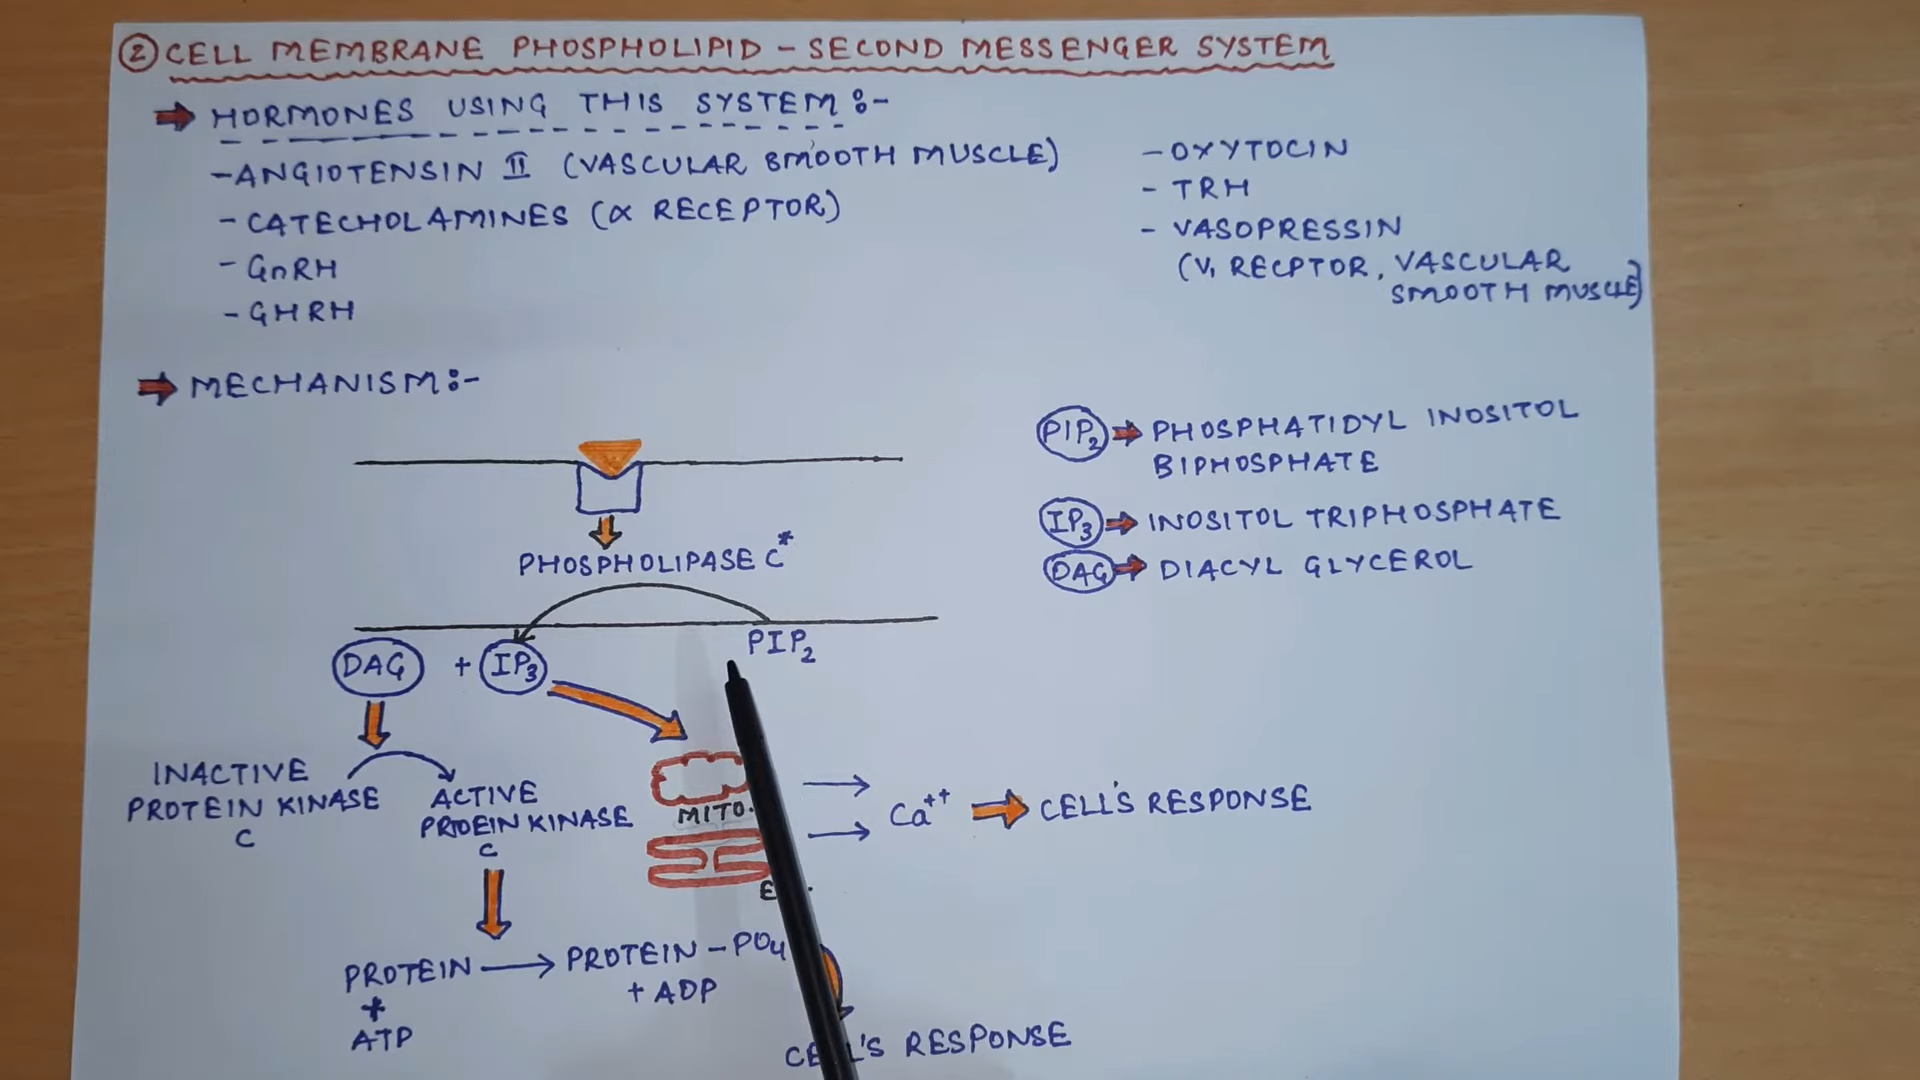 ② CELL MEMBRANE PHOSPHOLIPID - SECOND MESSENGER SYSTEM
HORMONES USING THIS SYSTEM :-
- ANGIOTENSIN II (VASCULAR SMOOTH MUSCLE)
- CATECHOLAMINES (α RECEPTOR)
- GnRH
- GHRH
- OXYTOCIN
- TRH
- VASOPRESSIN
(V₁ RECPTOR, VASCULAR
SMOOTH MUSCLE)
MECHANISM :-
PHOSPHOLIPASE C*
PIP₂
DAG + IP₃
INACTIVE
PROTEIN KINASE
C
ACTIVE
PROTEIN KINASE
C
MITO.
Ca⁺⁺
CELL'S RESPONSE
PROTEIN → PROTEIN - PO₄
+
ATP
+ ADP
CELL'S RESPONSE
PIP₂ PHOSPHATIDYL INOSITOL
BIPHOSPHATE
IP₃ INOSITOL TRIPHOSPHATE
DAG DIACYL GLYCEROL